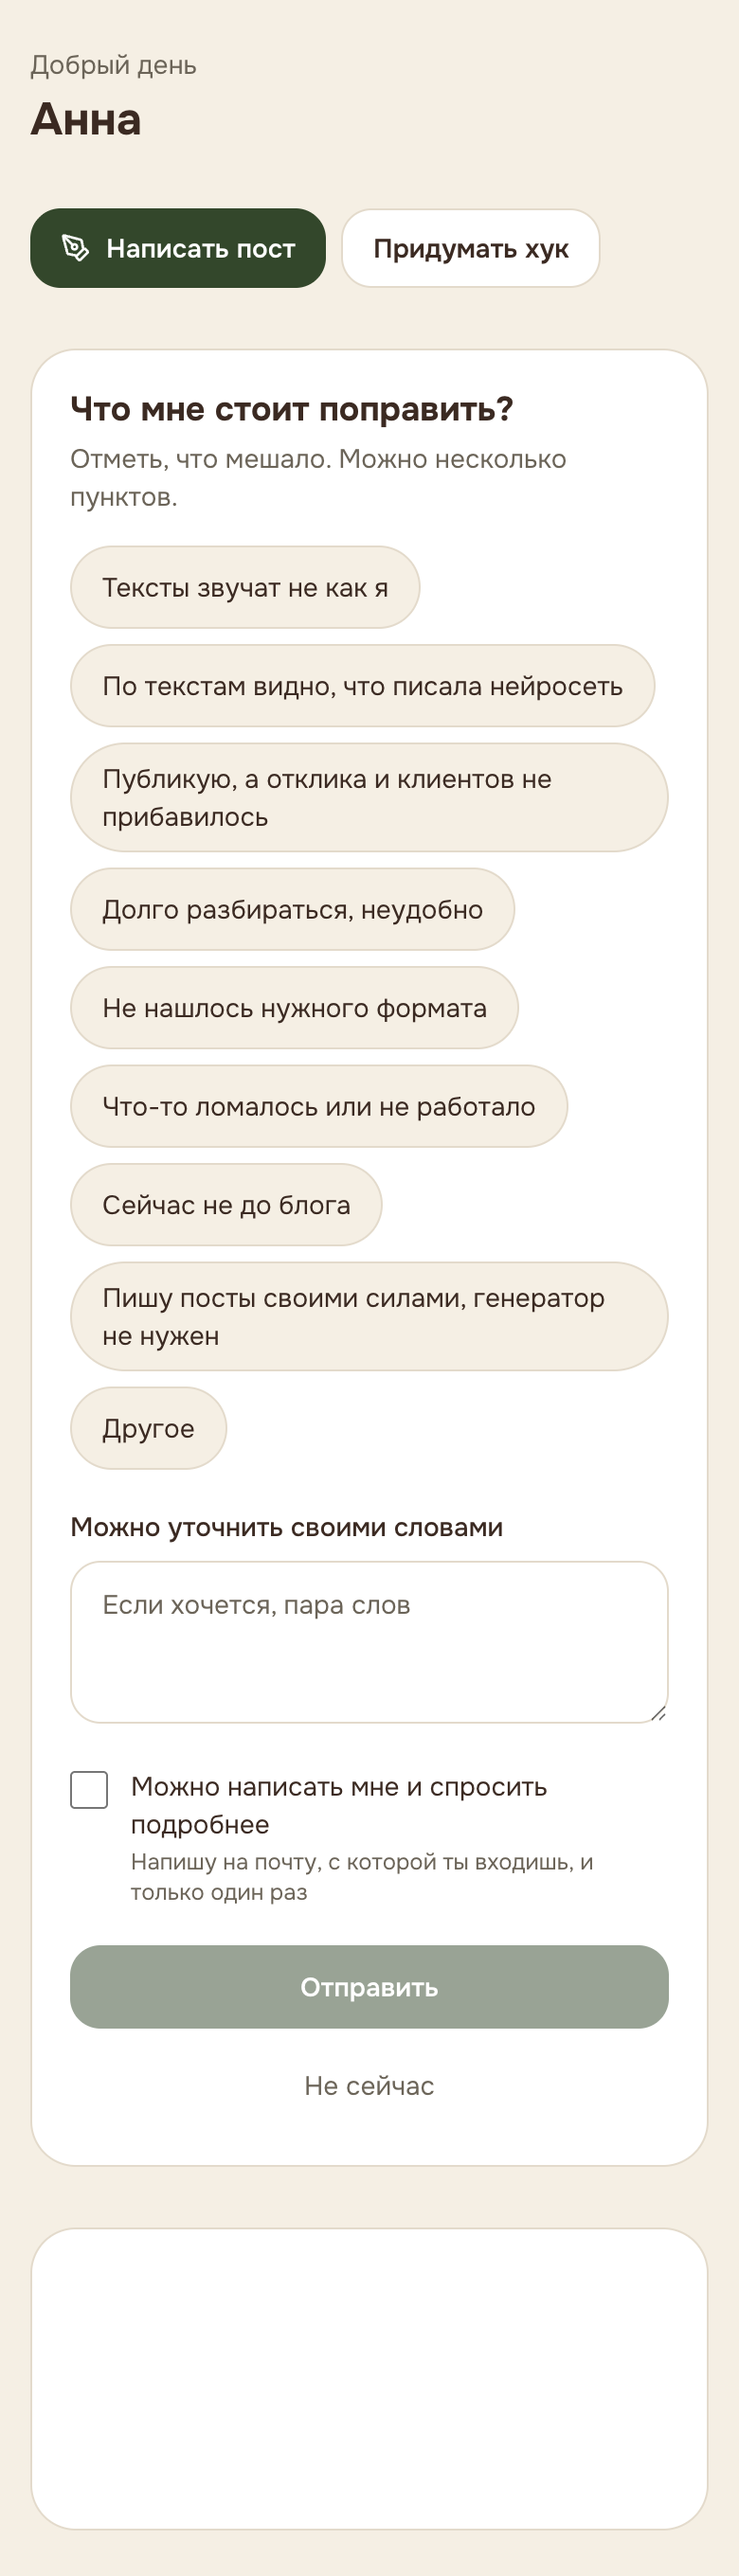 Добрый день
Анна
Написать пост
Придумать хук
Что мне стоит поправить?
Отметь, что мешало. Можно несколько
пунктов.
Тексты звучат не как я
По текстам видно, что писала нейросеть
Публикую, а отклика и клиентов не
прибавилось
Долго разбираться, неудобно
Не нашлось нужного формата
Что-то ломалось или не работало
Сейчас не до блога
Пишу посты своими силами, генератор
не нужен
Другое
Можно уточнить своими словами
Если хочется, пара слов
Можно написать мне и спросить
подробнее
Напишу на почту, с которой ты входишь, и
только один раз
Отправить
Не сейчас